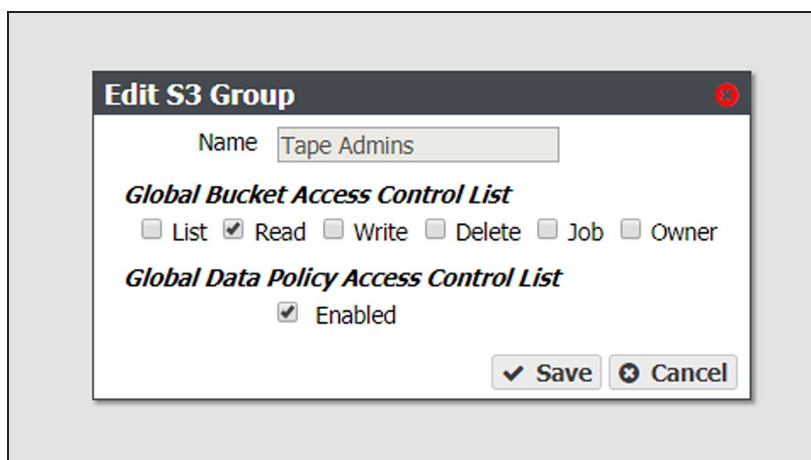 Edit S3 Group
Name Tape Admins
Global Bucket Access Control List
List Read Write Delete Job Owner
Global Data Policy Access Control List
Enabled
Save Cancel